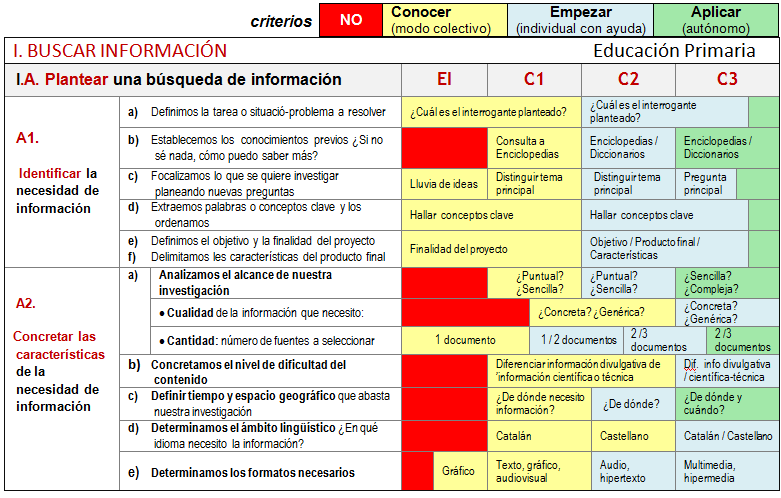 criterios
NO
Conocer
(modo colectivo)
Empezar
(individual con ayuda)
Aplicar
(autónomo)
I. BUSCAR INFORMACIÓN
Educación Primaria
I.A. Plantear una búsqueda de información
EI
C1
C2
C3
A1.
Identificar la
necesidad de
información
a) Definimos la tarea o situació-problema a resolver
¿Cuál es el interrogante planteado?
¿Cuál es el interrogante
planteado?
b) Establecemos los conocimientos previos ¿Si no
sé nada, cómo puedo saber más?
Consulta a
Enciclopedias
Enciclopedias /
Diccionarios
Enciclopedias /
Diccionarios
c) Focalizamos lo que se quiere investigar
planeando nuevas preguntas
Lluvia de ideas
Distinguir tema
principal
Distinguir tema
principal
Pregunta
principal
d) Extraemos palabras o conceptos clave y los
ordenamos
Hallar conceptos clave
Hallar conceptos clave
e) Definimos el objetivo y la finalidad del proyecto
f) Delimitamos les características del producto final
Finalidad del proyecto
Objetivo / Producto final /
Características
A2.
Concretar las
características
de la
necesidad de
información
a) Analizamos el alcance de nuestra
investigación
¿Puntual?
¿Sencilla?
¿Puntual?
¿Sencilla?
¿Sencilla?
¿Compleja?
• Cualidad de la información que necesito:
¿Concreta? ¿Genérica?
¿Concreta?
¿Genérica?
• Cantidad: número de fuentes a seleccionar
1 documento
1 / 2 documentos
2 /3
documentos
2 /3
documentos
b) Concretamos el nivel de dificultad del
contenido
Diferenciar información divulgativa de
información científica o técnica
Dif. info divulgativa
/ científica-técnica
c) Definir tiempo y espacio geográfico que abasta
nuestra investigación
¿De dónde necesito
información?
¿De dónde?
¿De dónde y
cuándo?
d) Determinamos el ámbito lingüístico ¿En qué
idioma necesito la información?
Catalán
Castellano
Catalán / Castellano
e) Determinamos los formatos necesarios
Gráfico
Texto, gráfico,
audiovisual
Audio,
hipertexto
Multimedia,
hipermedia